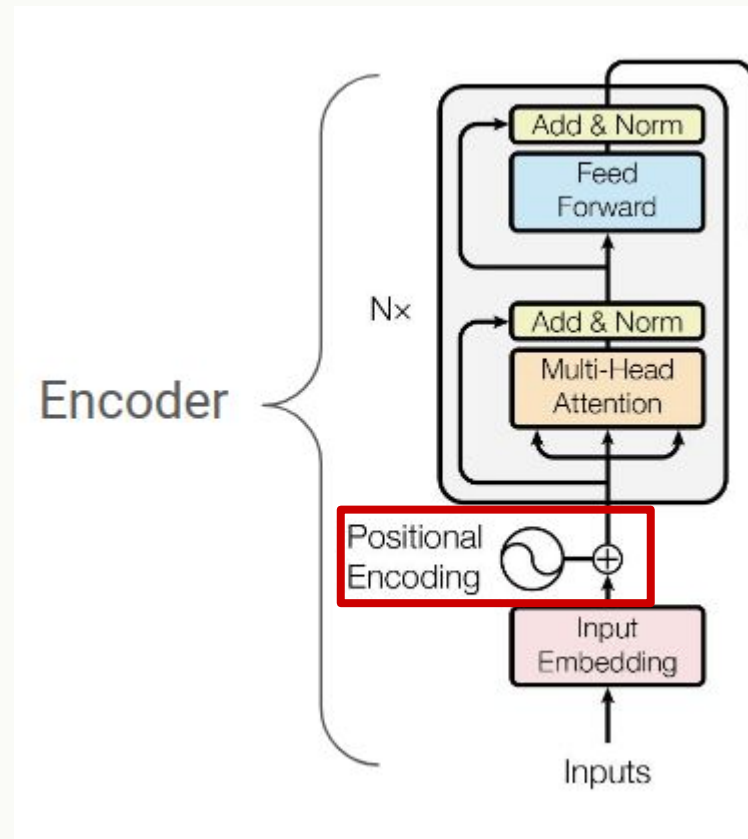 Add & Norm
Feed
Forward
Nx
Add & Norm
Multi-Head
Attention
Encoder
Positional
Encoding
Input
Embedding
Inputs